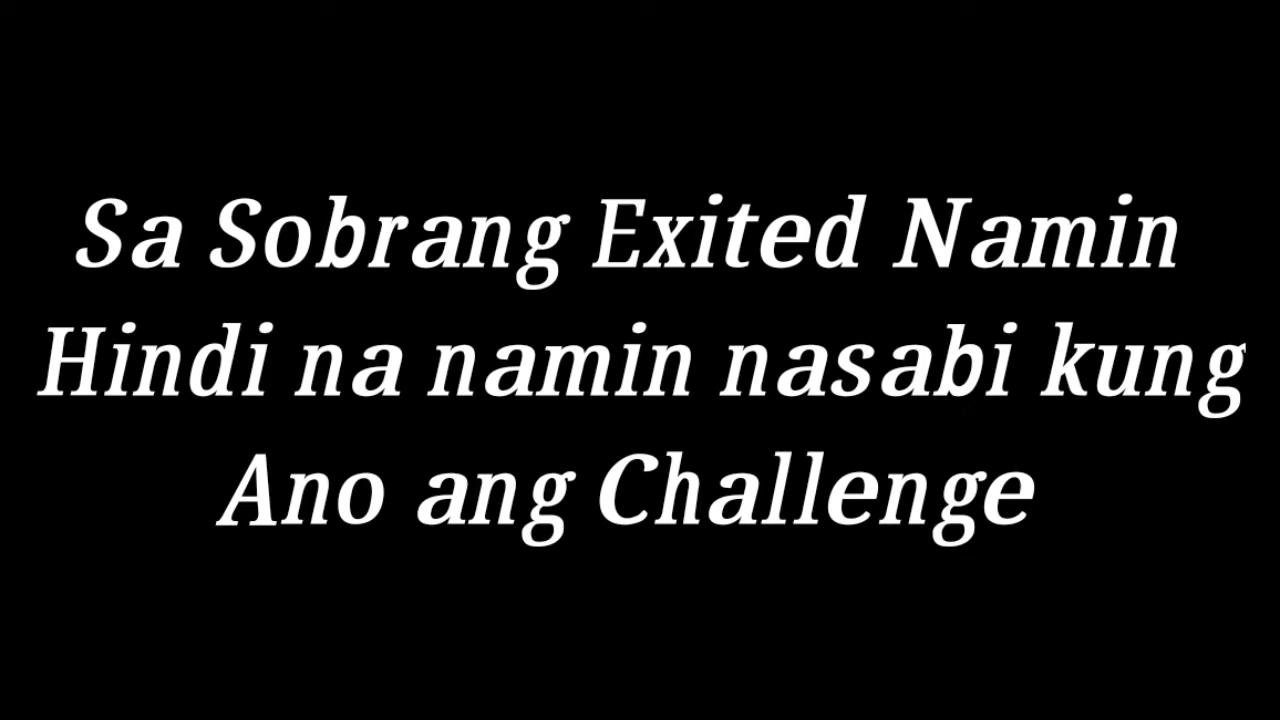 Sa Sobrang Exited Namin
Hindi na namin nasabi kung
Ano ang Challenge